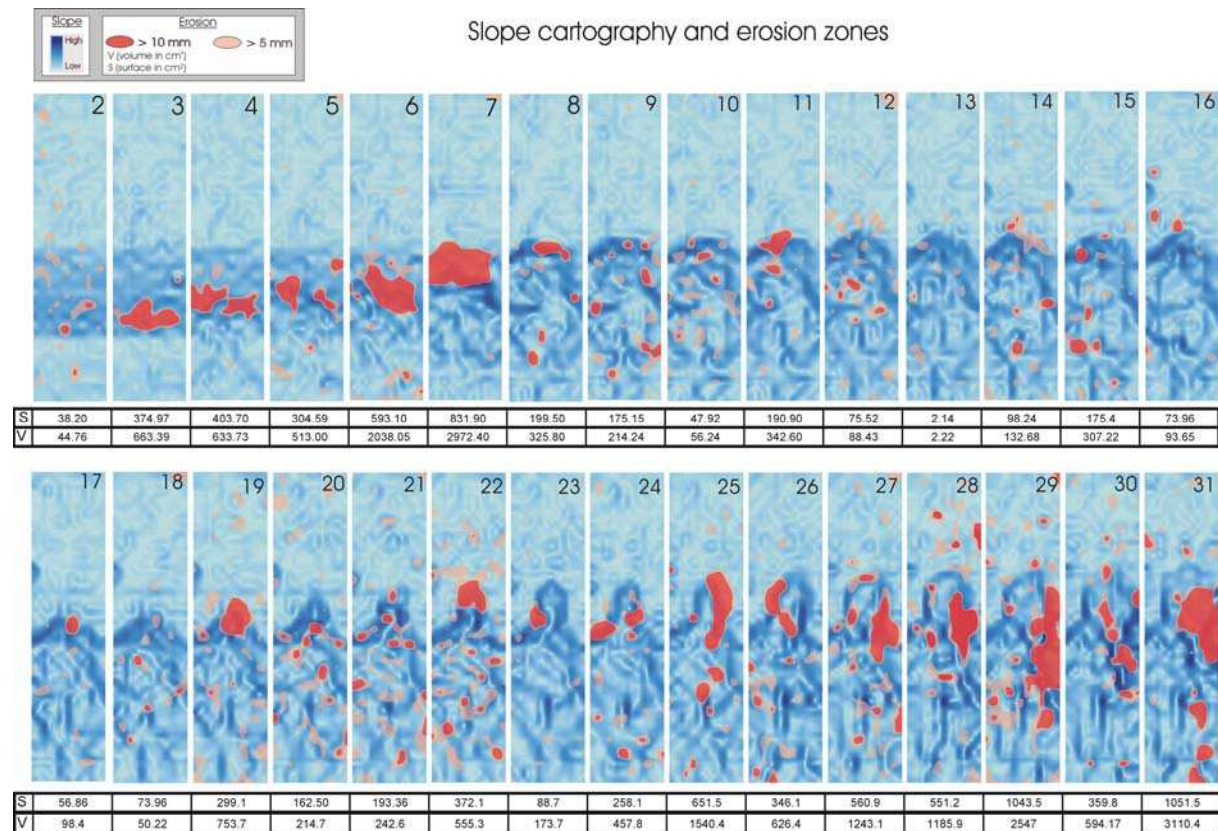 Slope cartography and erosion zones
Slope
High
Low
Erosion
> 10 mm
> 5 mm
V (volume in cm³)
S (surface in cm²)
2 3 4 5 6 7 8 9 10 11 12 13 14 15 16
S 38.20 374.97 403.70 304.59 593.10 831.90 199.50 175.15 47.92 190.90 75.52 2.14 98.24 175.4 73.96
V 44.76 663.39 633.73 513.00 2038.05 2972.40 325.80 214.24 56.24 342.60 88.43 2.22 132.68 307.22 93.65
17 18 19 20 21 22 23 24 25 26 27 28 29 30 31
S 56.86 73.96 299.1 162.50 193.36 372.1 88.7 258.1 651.5 346.1 560.9 551.2 1043.5 359.8 1051.5
V 98.4 50.22 753.7 214.7 242.6 555.3 173.7 457.8 1540.4 626.4 1243.1 1185.9 2547 594.17 3110.4